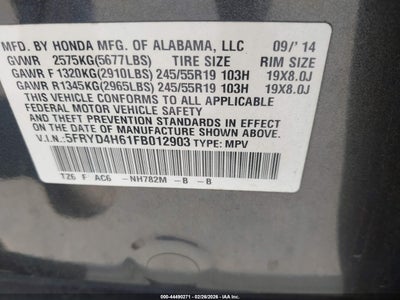 MFD. BY HONDA MFG. OF ALABAMA, LLC 09/'14
GVWR 2575KG(5677LBS) TIRE SIZE RIM SIZE
GAWR F 1320KG(2910LBS) 245/55R19 103H 19X8.0J
GAWR R1345KG(2965LBS) 245/55R19 103H 19X8.0J
THIS VEHICLE CONFORMS TO ALL APPLICABLE FEDERAL
MOTOR VEHICLE SAFETY AND THEFT PREVENTION
STANDARDS IN EFFECT ON THE DATE OF
MANUFACTURE SHOWN ABOVE.
V.I.N.:5FRYD4H61FB012903 TYPE: MPV
TZ6 F AC6 -NH782M -B -B
000-44490271 - 02/26/2026 - IAAI.COM